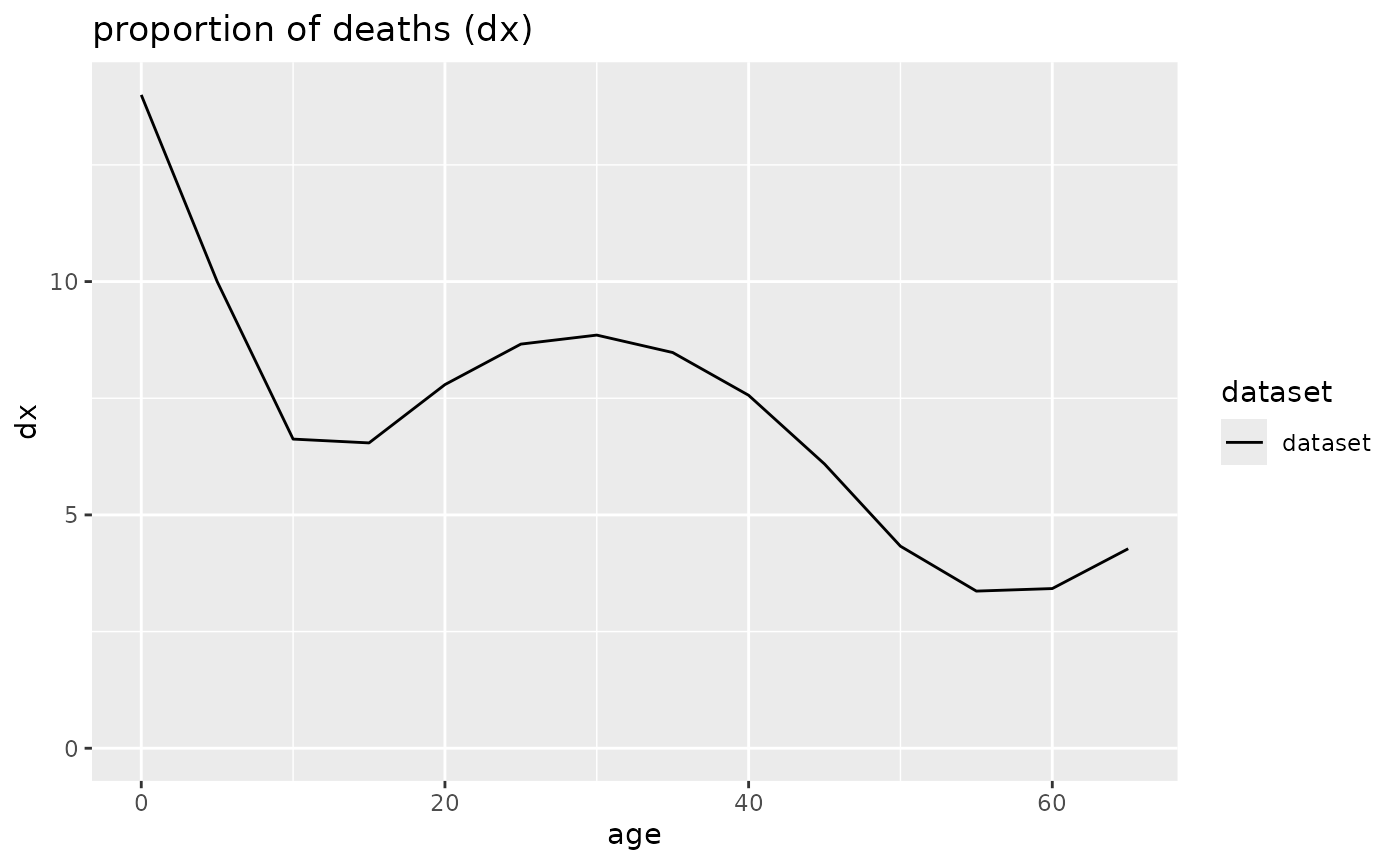 proportion of deaths (dx)
10
5
0
dx
0 20 40 60
age
dataset
dataset